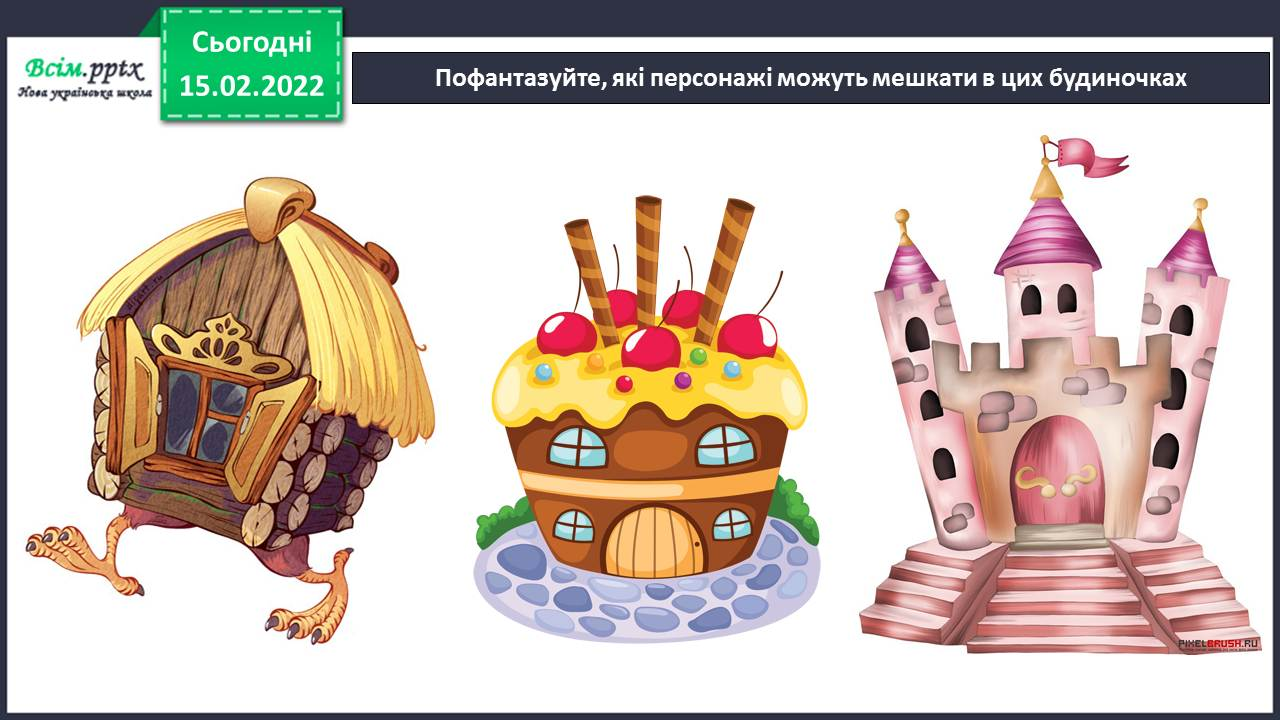 Всім.pptx
Нова українська школа
Сьогодні
15.02.2022
Пофантазуйте, які персонажі можуть мешкати в цих будиночках
PIXELBRUSH.RU